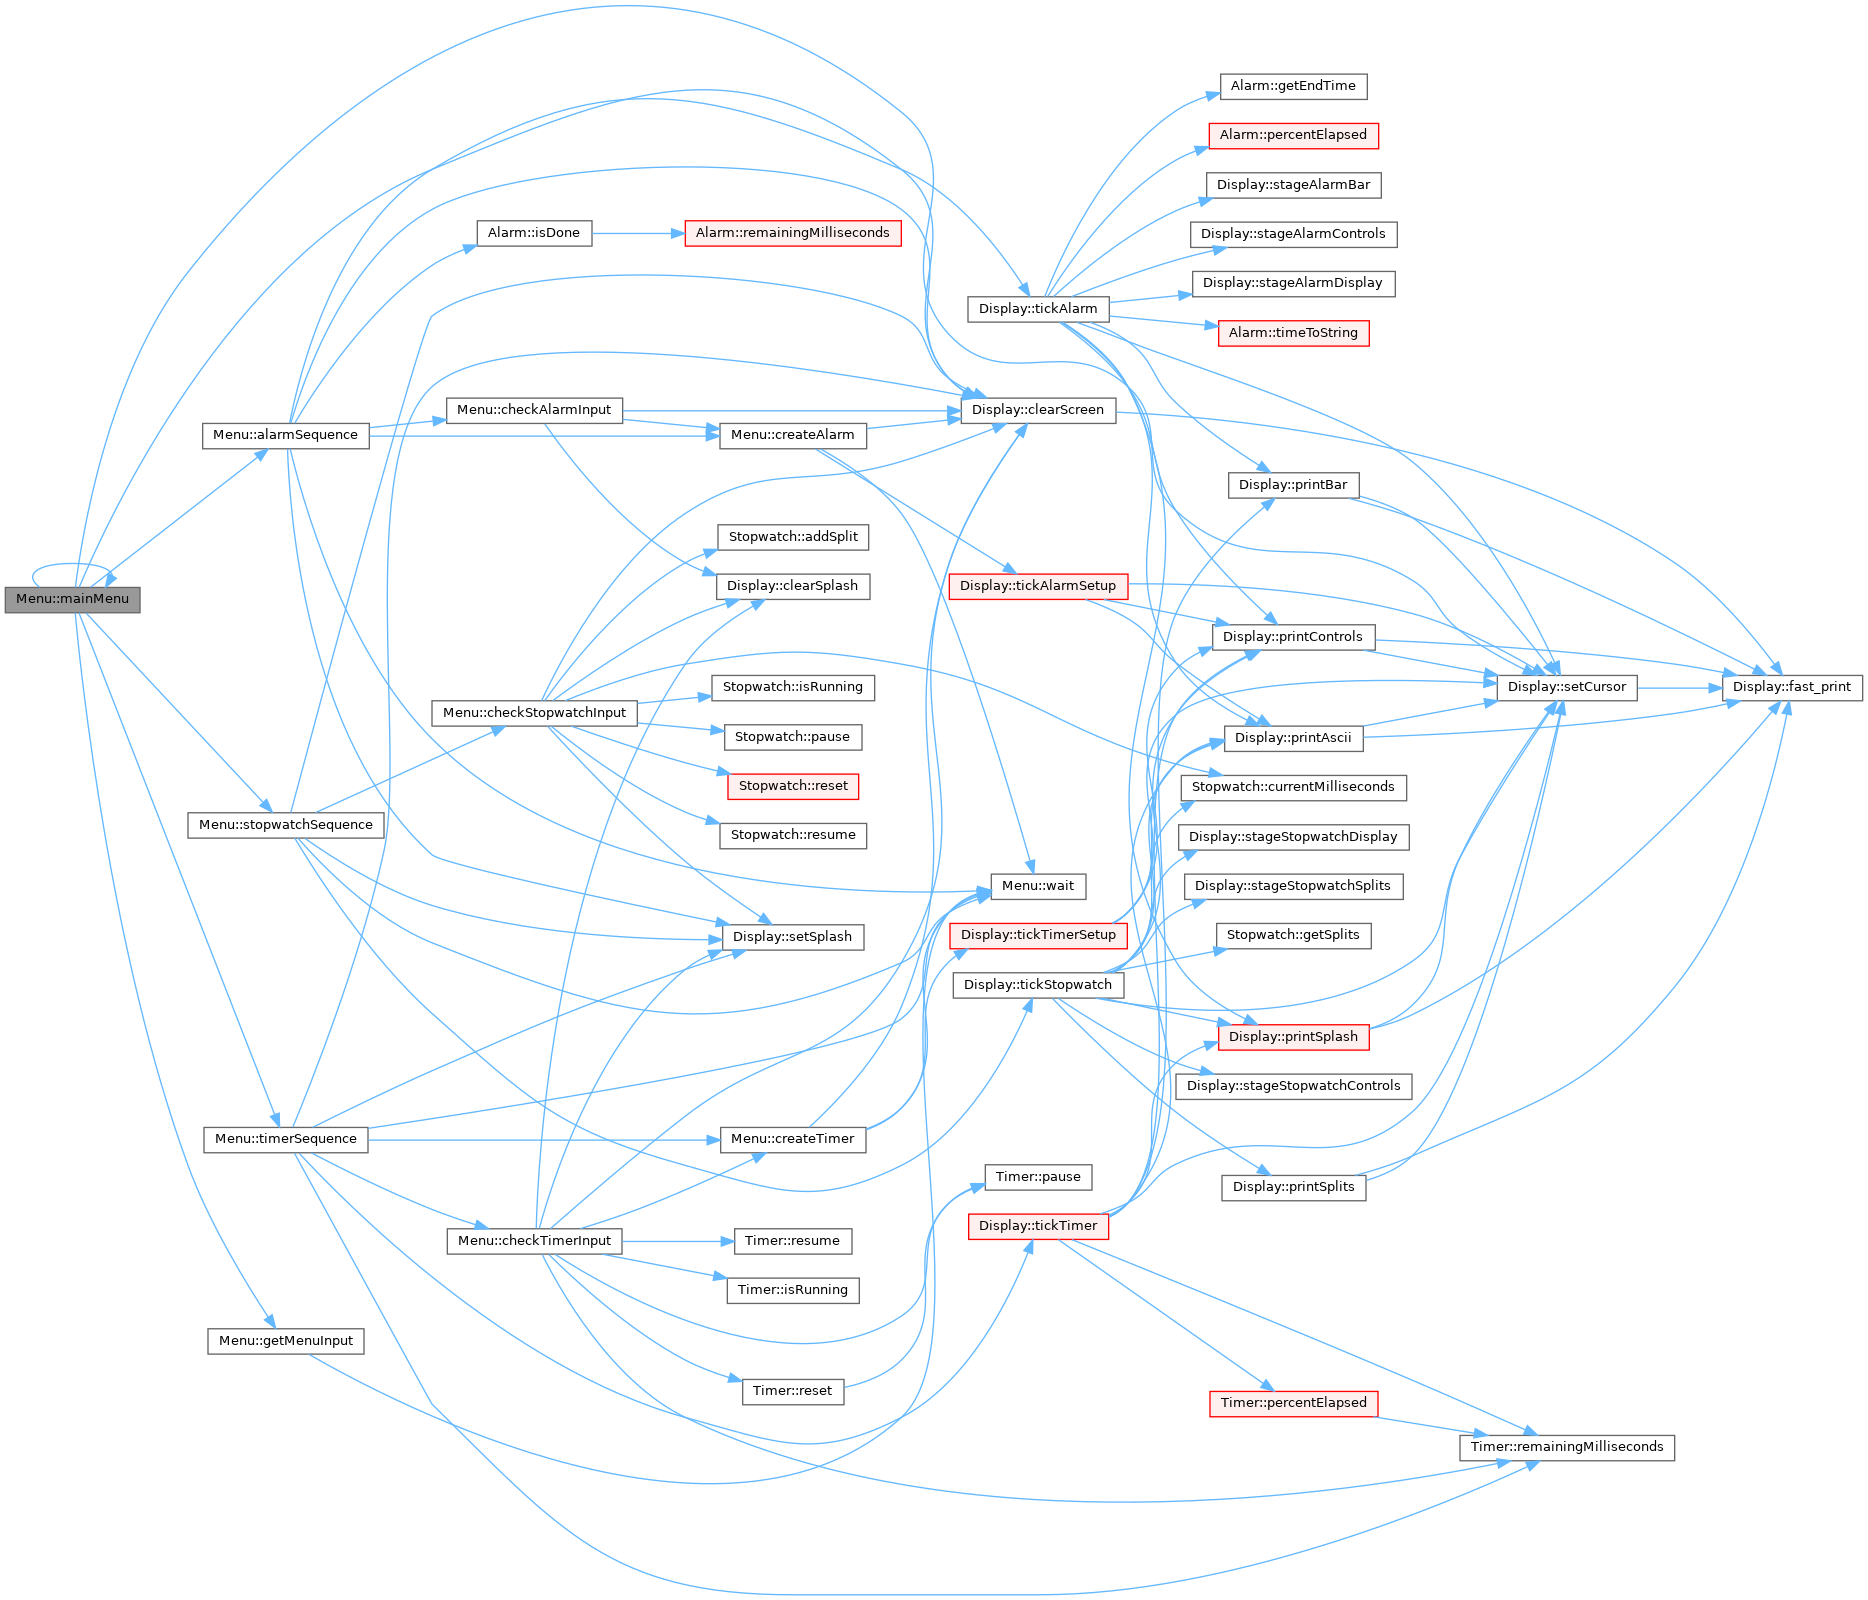 Menu::mainMenu
Menu::alarmSequence
Menu::stopwatchSequence
Menu::timerSequence
Menu::getMenuInput
Alarm::isDone
Menu::checkAlarmInput
Menu::checkStopwatchInput
Menu::checkTimerInput
Alarm::remainingMilliseconds
Menu::createAlarm
Stopwatch::addSplit
Display::clearSplash
Stopwatch::isRunning
Stopwatch::pause
Stopwatch::reset
Stopwatch::resume
Display::setSplash
Menu::createTimer
Timer::resume
Timer::isRunning
Timer::reset
Display::tickAlarm
Display::clearScreen
Display::tickAlarmSetup
Menu::wait
Display::tickTimerSetup
Display::tickStopwatch
Timer::pause
Display::tickTimer
Alarm::getEndTime
Alarm::percentElapsed
Display::stageAlarmBar
Display::stageAlarmControls
Display::stageAlarmDisplay
Alarm::timeToString
Display::printBar
Display::printControls
Display::printAscii
Stopwatch::currentMilliseconds
Display::stageStopwatchDisplay
Display::stageStopwatchSplits
Stopwatch::getSplits
Display::printSplash
Display::stageStopwatchControls
Display::printSplits
Timer::percentElapsed
Display::setCursor
Timer::remainingMilliseconds
Display::fast_print